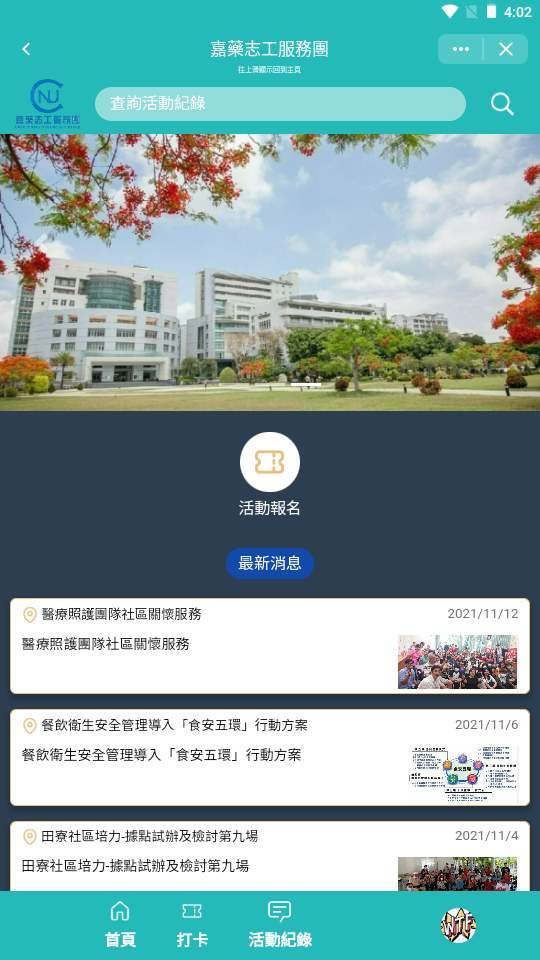 4:02
嘉藥志工服務團
往上滑顯示回到主頁
CNU
嘉藥志工服務團
查詢活動紀錄
活動報名
最新消息
醫療照護團隊社區關懷服務 2021/11/12
醫療照護團隊社區關懷服務
餐飲衛生安全管理導入「食安五環」行動方案 2021/11/6
餐飲衛生安全管理導入「食安五環」行動方案
食安五環
田寮社區培力-據點試辦及檢討第九場 2021/11/4
田寮社區培力-據點試辦及檢討第九場
首頁 打卡 活動紀錄
WTF